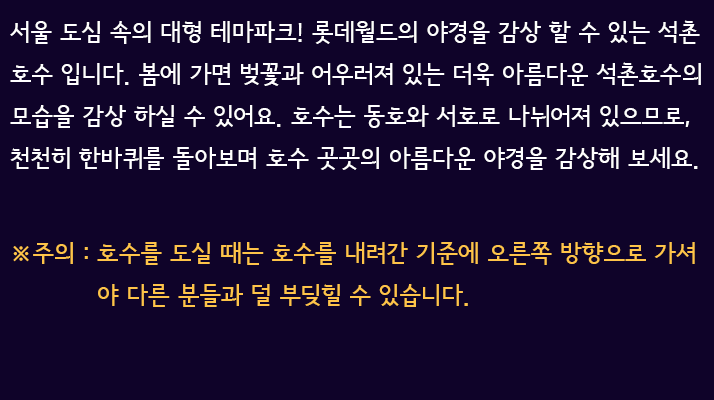 서울 도심 속의 대형 테마파크! 롯데월드의 야경을 감상 할 수 있는 석촌
호수 입니다. 봄에 가면 벚꽃과 어우러져 있는 더욱 아름다운 석촌호수의
모습을 감상 하실 수 있어요. 호수는 동호와 서호로 나뉘어져 있으므로,
천천히 한바퀴를 돌아보며 호수 곳곳의 아름다운 야경을 감상해 보세요.
※주의 : 호수를 도실 때는 호수를 내려간 기준에 오른쪽 방향으로 가셔
야 다른 분들과 덜 부딪힐 수 있습니다.